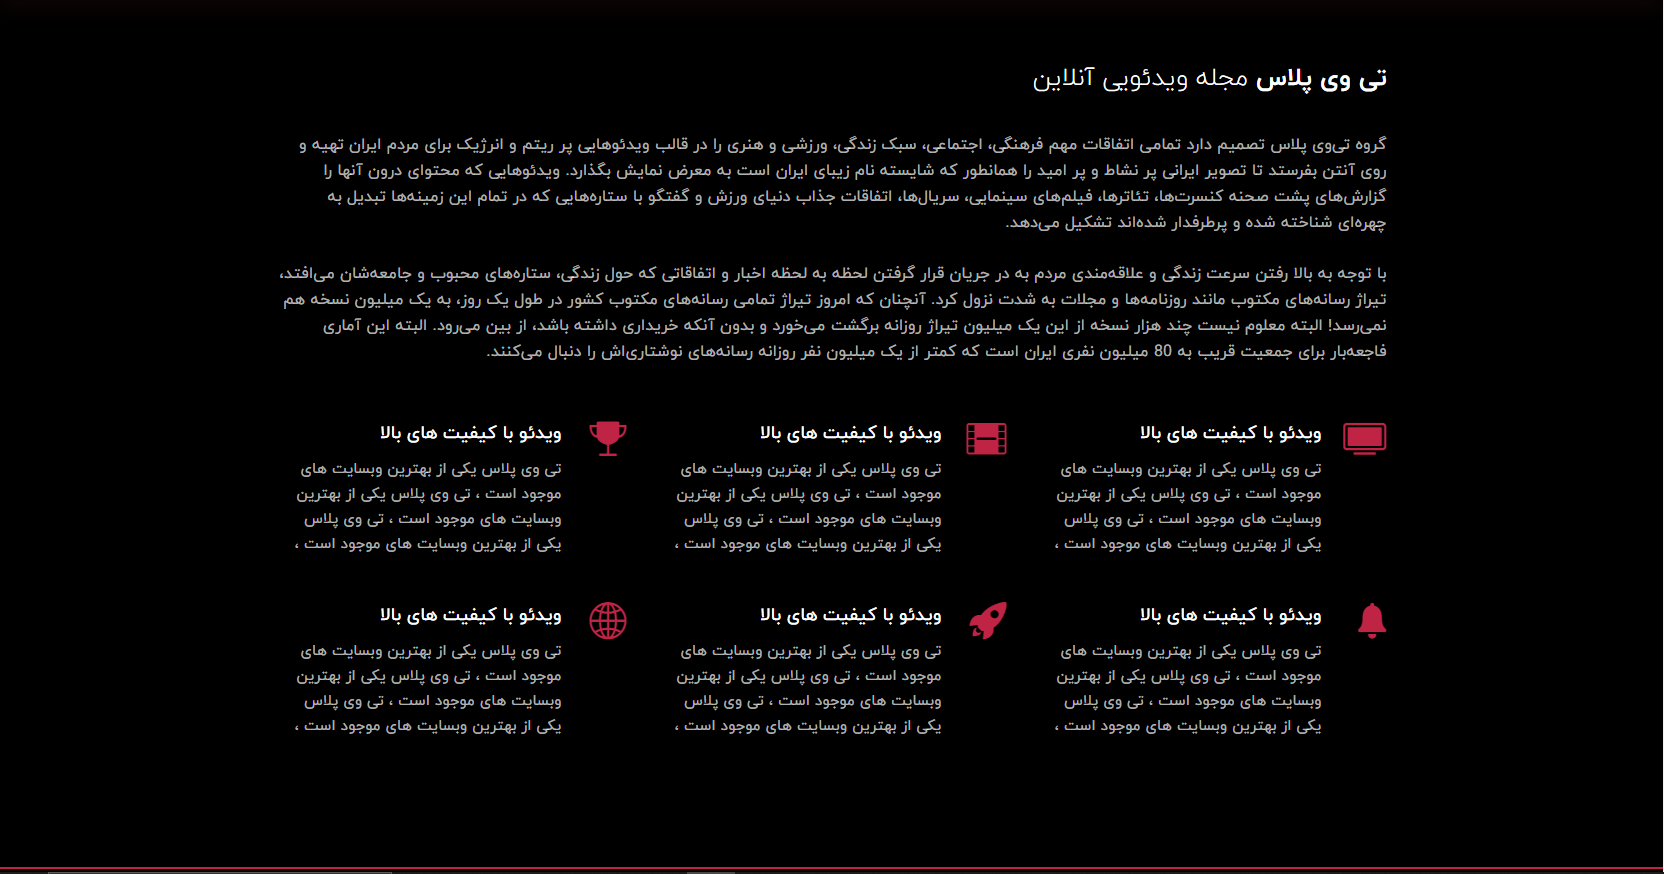 تی وی پلاس مجله ویدئویی آنلاین
گروه تی‌وی پلاس تصمیم دارد تمامی اتفاقات مهم فرهنگی، اجتماعی، سبک زندگی، ورزشی و هنری را در قالب ویدئوهایی پر ریتم و انرژیک برای مردم ایران تهیه و
روی آنتن بفرستد تا تصویر ایرانی پر نشاط و پر امید را همانطور که شایسته نام زیبای ایران است به معرض نمایش بگذارد. ویدئوهایی که محتوای درون آنها را
گزارش‌های پشت صحنه کنسرت‌ها، تئاترها، فیلم‌های سینمایی، سریال‌ها، اتفاقات جذاب دنیای ورزش و گفتگو با ستاره‌هایی که در تمام این زمینه‌ها تبدیل به
چهره‌ای شناخته شده و پرطرفدار شده‌اند تشکیل می‌دهد.
با توجه به بالا رفتن سرعت زندگی و علاقه‌مندی مردم به در جریان قرار گرفتن لحظه به لحظه اخبار و اتفاقاتی که حول زندگی، ستاره‌های محبوب و جامعه‌شان می‌افتد،
تیراژ رسانه‌های مکتوب مانند روزنامه‌ها و مجلات به شدت نزول کرد. آنچنان که امروز تیراژ تمامی رسانه‌های مکتوب کشور در طول یک روز، به یک میلیون نسخه هم
نمی‌رسد! البته معلوم نیست چند هزار نسخه از این یک میلیون تیراژ روزانه برگشت می‌خورد و بدون آنکه خریداری داشته باشد، از بین می‌رود. البته این آماری
فاجعه‌بار برای جمعیت قریب به 80 میلیون نفری ایران است که کمتر از یک میلیون نفر روزانه رسانه‌های نوشتاری‌اش را دنبال می‌کنند.
ویدئو با کیفیت های بالا
تی وی پلاس یکی از بهترین وبسایت های
موجود است ، تی وی پلاس یکی از بهترین
وبسایت های موجود است ، تی وی پلاس
یکی از بهترین وبسایت های موجود است ،
ویدئو با کیفیت های بالا
تی وی پلاس یکی از بهترین وبسایت های
موجود است ، تی وی پلاس یکی از بهترین
وبسایت های موجود است ، تی وی پلاس
یکی از بهترین وبسایت های موجود است ،
ویدئو با کیفیت های بالا
تی وی پلاس یکی از بهترین وبسایت های
موجود است ، تی وی پلاس یکی از بهترین
وبسایت های موجود است ، تی وی پلاس
یکی از بهترین وبسایت های موجود است ،
ویدئو با کیفیت های بالا
تی وی پلاس یکی از بهترین وبسایت های
موجود است ، تی وی پلاس یکی از بهترین
وبسایت های موجود است ، تی وی پلاس
یکی از بهترین وبسایت های موجود است ،
ویدئو با کیفیت های بالا
تی وی پلاس یکی از بهترین وبسایت های
موجود است ، تی وی پلاس یکی از بهترین
وبسایت های موجود است ، تی وی پلاس
یکی از بهترین وبسایت های موجود است ،
ویدئو با کیفیت های بالا
تی وی پلاس یکی از بهترین وبسایت های
موجود است ، تی وی پلاس یکی از بهترین
وبسایت های موجود است ، تی وی پلاس
یکی از بهترین وبسایت های موجود است ،